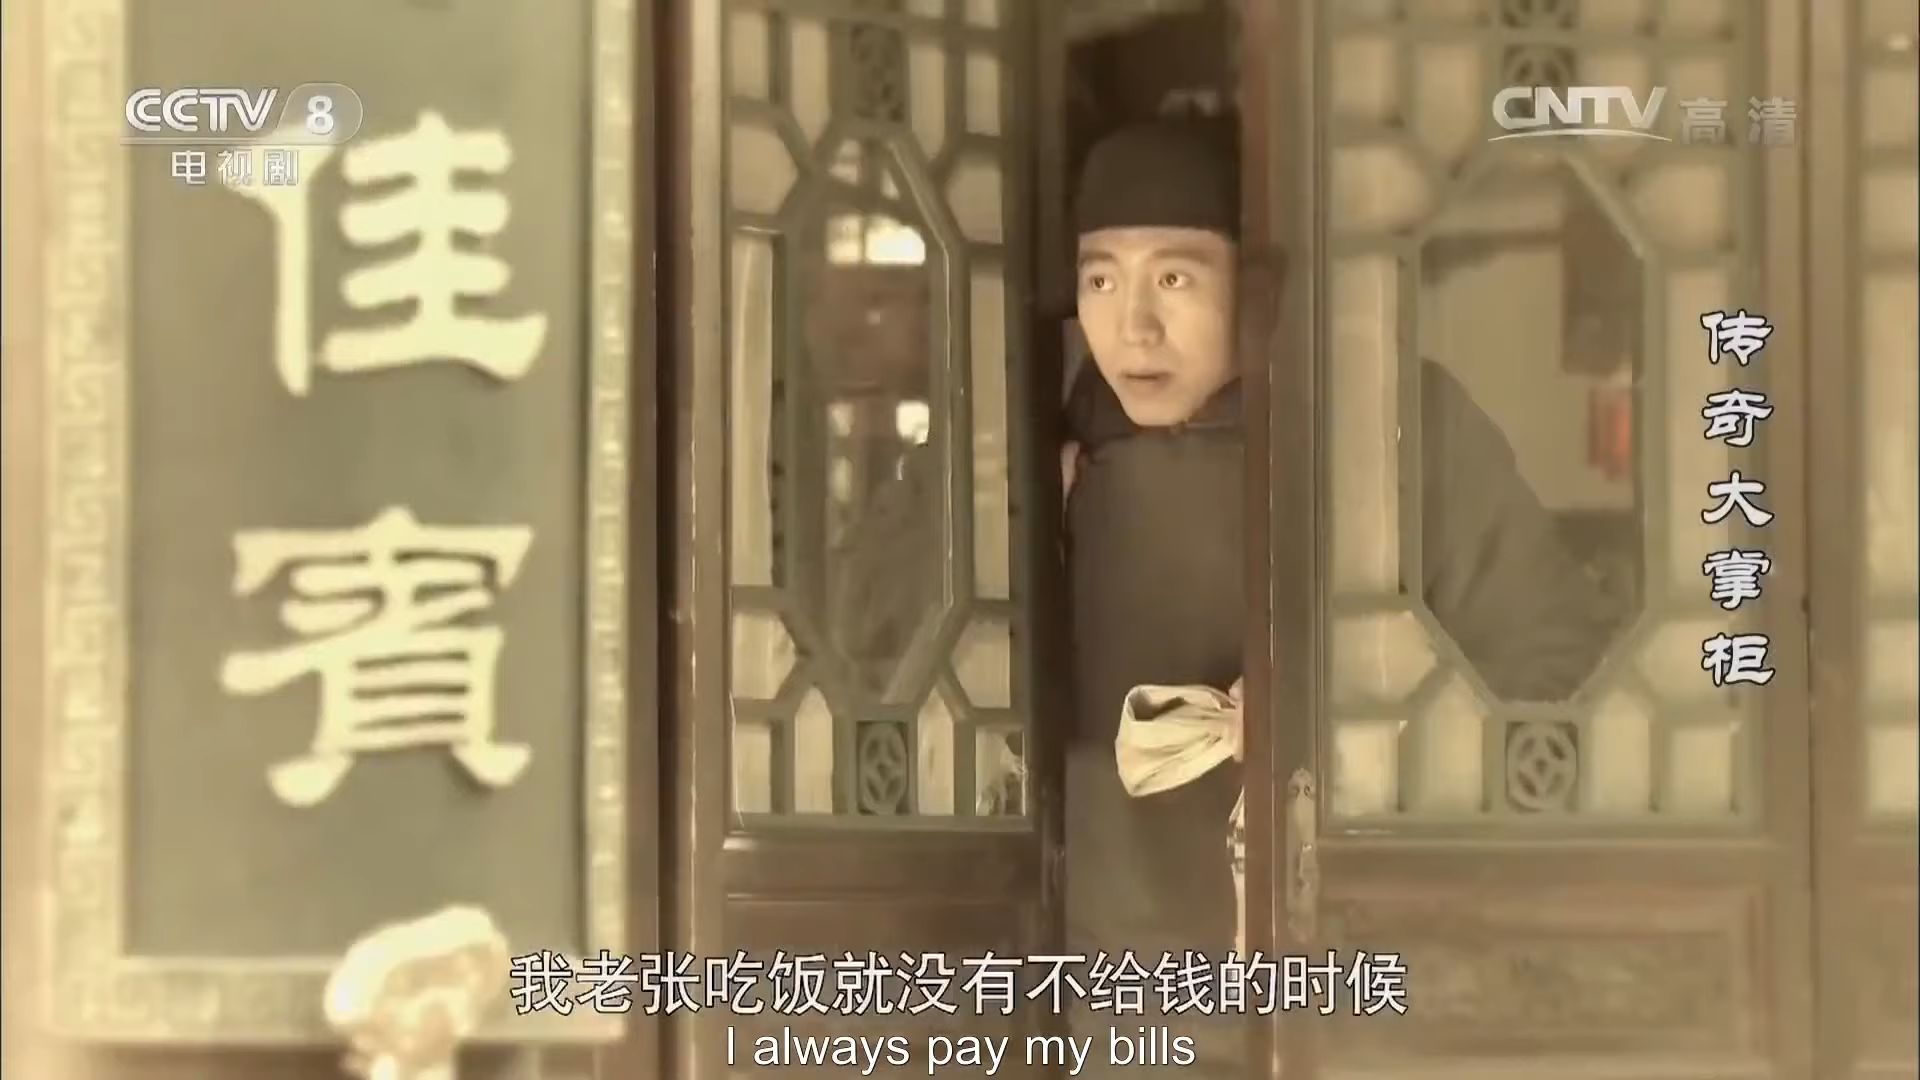 CCTV 8
电视剧
CNTV 高清
佳
賓
传奇大掌柜
我老张吃饭就没有不给钱的时候
I always pay my bills